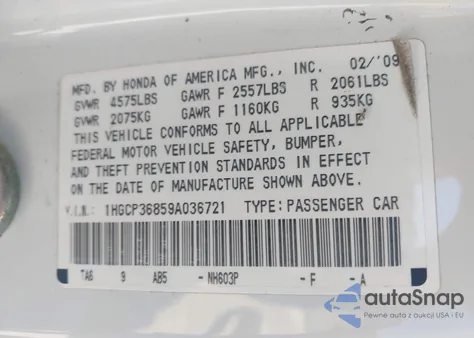 MFD. BY HONDA OF AMERICA MFG., INC. 02/'09
GVWR 4575LBS GAWR F 2557LBS R 2061LBS
GVWR 2075KG GAWR F 1160KG R 935KG
THIS VEHICLE CONFORMS TO ALL APPLICABLE
FEDERAL MOTOR VEHICLE SAFETY, BUMPER,
AND THEFT PREVENTION STANDARDS IN EFFECT
ON THE DATE OF MANUFACTURE SHOWN ABOVE.
V.I.N.: 1HGCP36859A036721 TYPE: PASSENGER CAR
TA6 9 AB5 - NH603P - F - A
autaSnap
Pewne auta z aukcji USA i EU